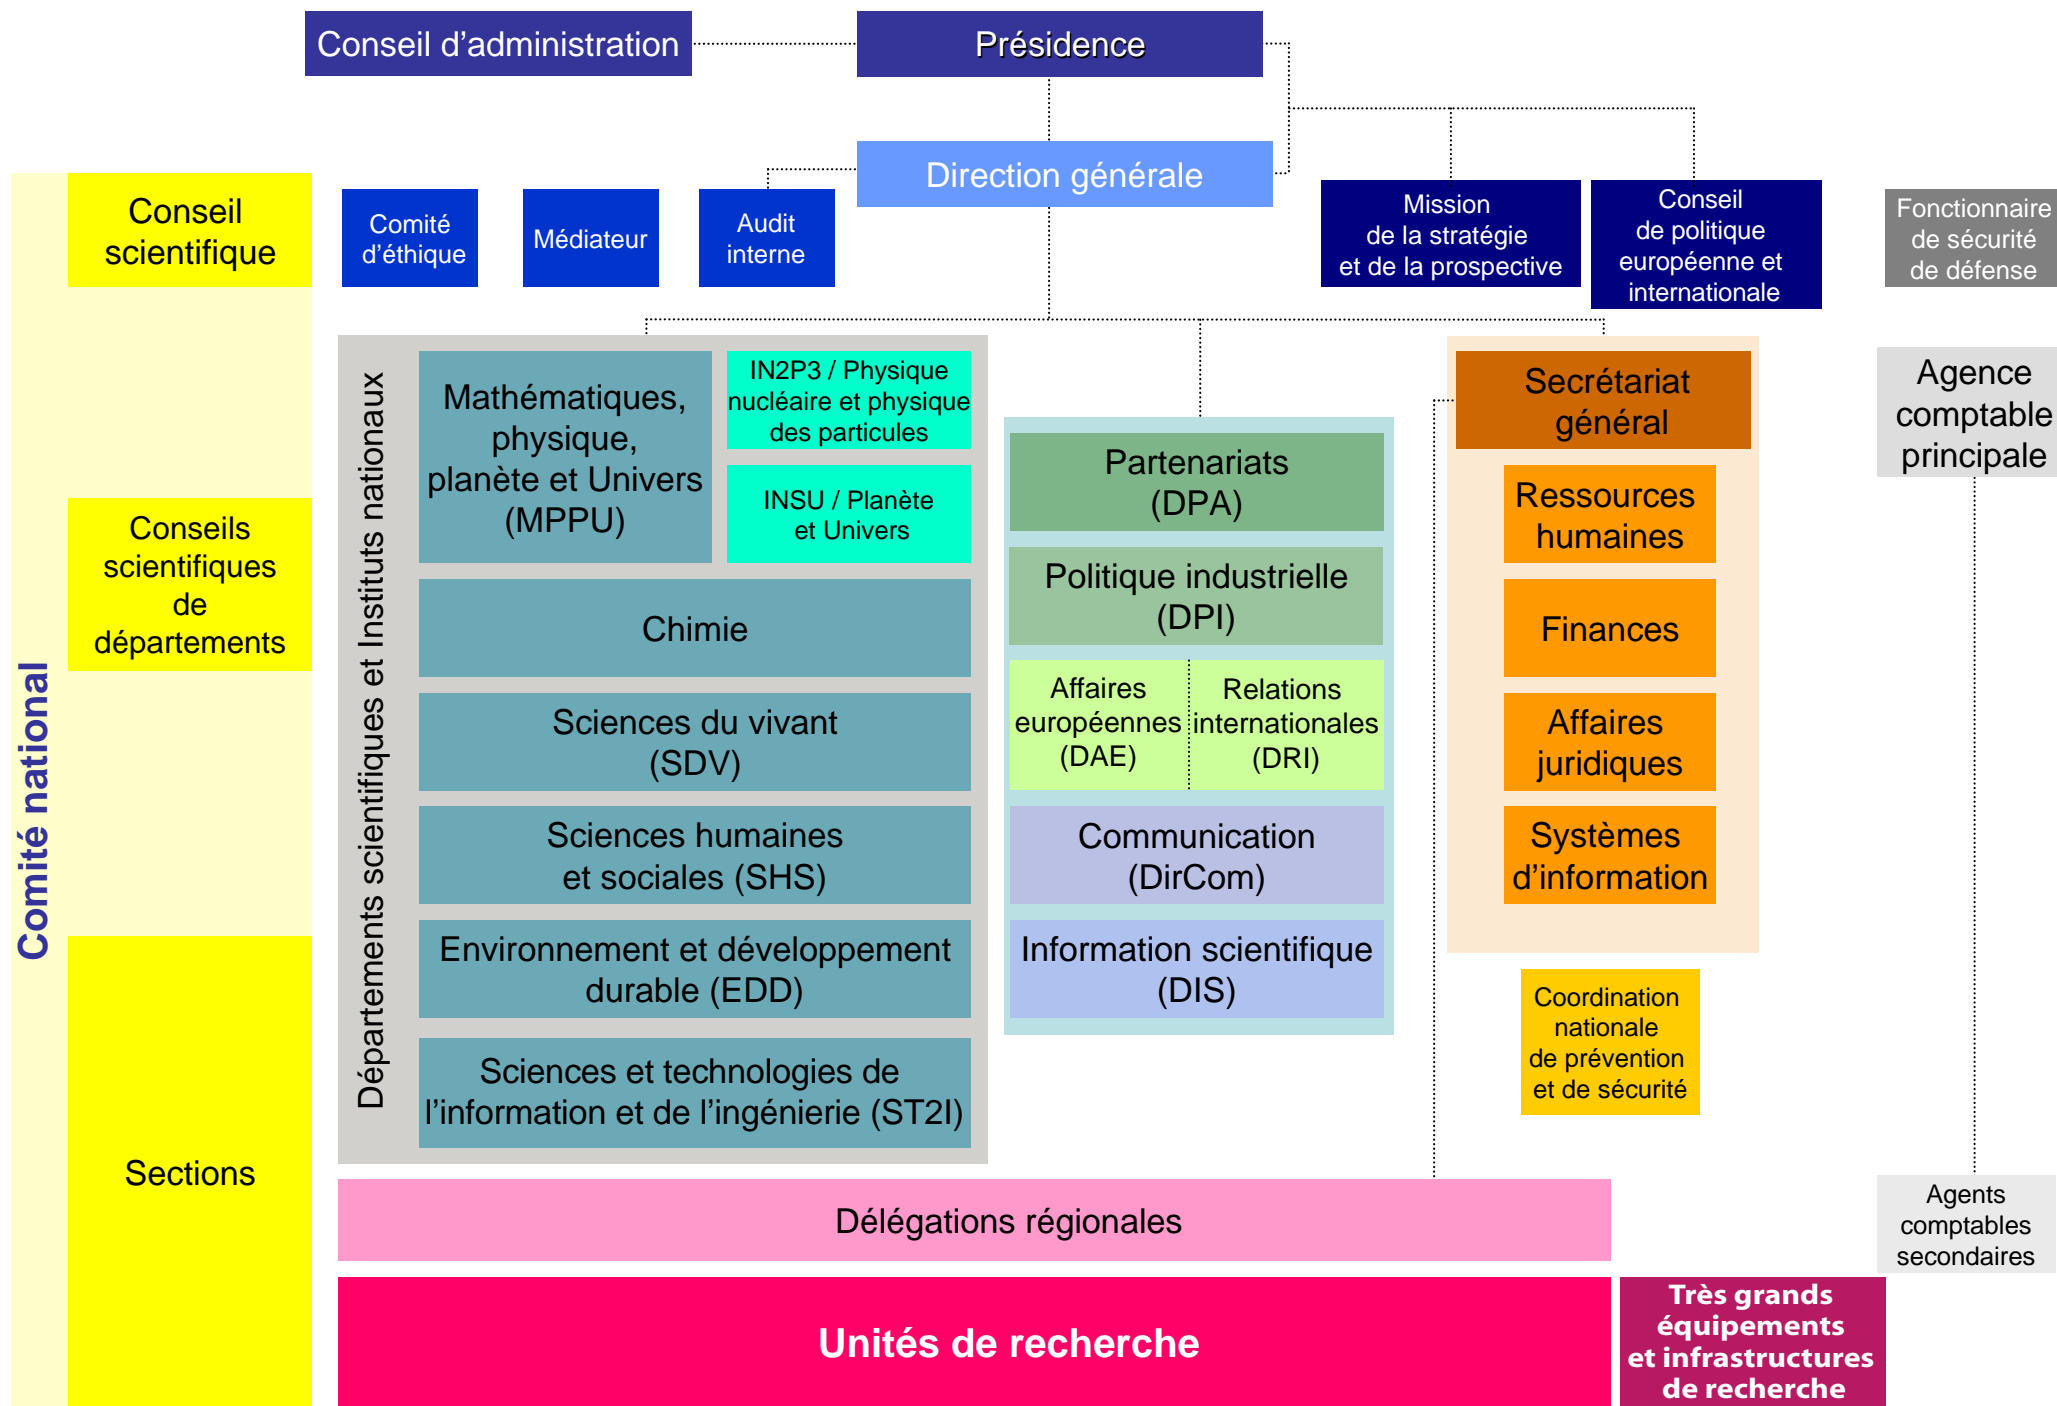 Conseil d’administration
Présidence
Direction générale
Conseil
scientifique
Comité
d’éthique
Médiateur
Audit
interne
Mission
de la stratégie
et de la prospective
Conseil
de politique
européenne et
internationale
Fonctionnaire
de sécurité
de défense
Comité national
Conseils
scientifiques
de
départements
Sections
Départements scientifiques et Instituts nationaux
Mathématiques,
physique,
planète et Univers
(MPPU)
IN2P3 / Physique
nucléaire et physique
des particules
INSU / Planète
et Univers
Chimie
Sciences du vivant
(SDV)
Sciences humaines
et sociales (SHS)
Environnement et développement
durable (EDD)
Sciences et technologies de
l’information et de l’ingénierie (ST2I)
Partenariats
(DPA)
Politique industrielle
(DPI)
Affaires
européennes
(DAE)
Relations
internationales
(DRI)
Communication
(DirCom)
Information scientifique
(DIS)
Secrétariat
général
Ressources
humaines
Finances
Affaires
juridiques
Systèmes
d’information
Coordination
nationale
de prévention
et de sécurité
Agence
comptable
principale
Agents
comptables
secondaires
Délégations régionales
Unités de recherche
Très grands
équipements
et infrastructures
de recherche